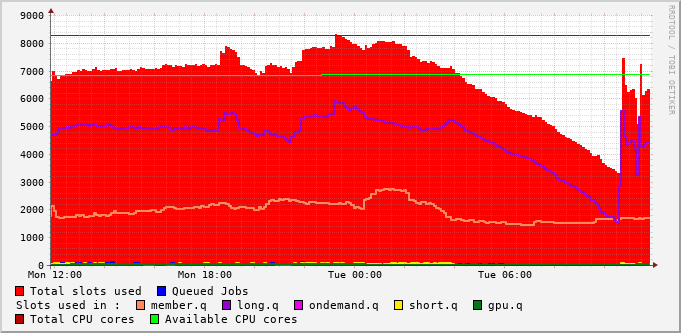 9000
8000
7000
6000
5000
4000
3000
2000
1000
0
Mon 12:00 Mon 18:00 Tue 00:00 Tue 06:00
RRDTOOL / TOBI OETIKER
Total slots used Queued Jobs
Slots used in : member.q long.q ondemand.q short.q gpu.q
Total CPU cores Available CPU cores